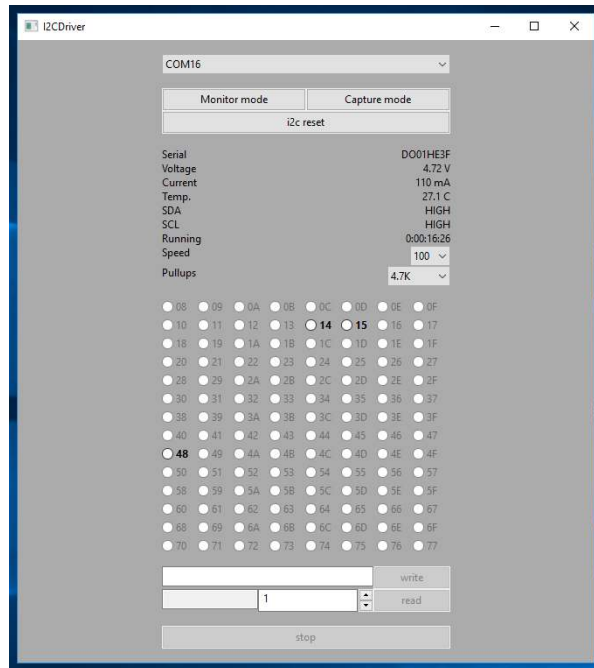 I2CDriver
COM16
Monitor mode Capture mode
i2c reset
Serial DO01HE3F
Voltage 4.72 V
Current 110 mA
Temp. 27.1 C
SDA HIGH
SCL HIGH
Running 0:00:16:26
Speed 100
Pullups 4.7K
08 09 0A 0B 0C 0D 0E 0F
10 11 12 13 14 15 16 17
18 19 1A 1B 1C 1D 1E 1F
20 21 22 23 24 25 26 27
28 29 2A 2B 2C 2D 2E 2F
30 31 32 33 34 35 36 37
38 39 3A 3B 3C 3D 3E 3F
40 41 42 43 44 45 46 47
48 49 4A 4B 4C 4D 4E 4F
50 51 52 53 54 55 56 57
58 59 5A 5B 5C 5D 5E 5F
60 61 62 63 64 65 66 67
68 69 6A 6B 6C 6D 6E 6F
70 71 72 73 74 75 76 77
write
1 read
stop